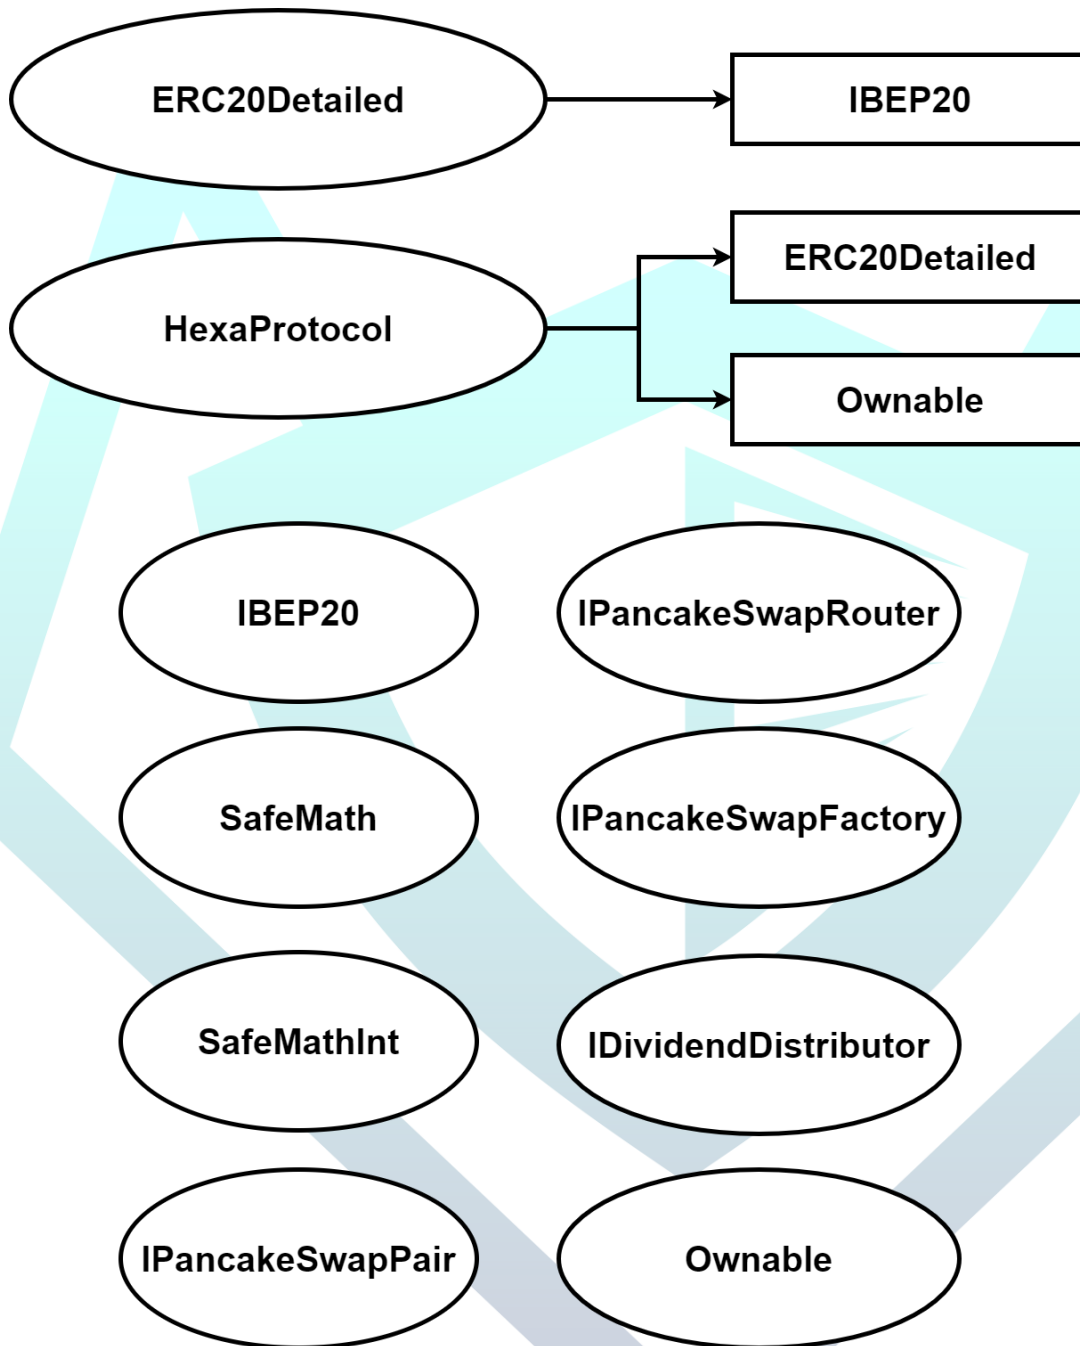 ERC20Detailed
IBEP20
HexaProtocol
ERC20Detailed
Ownable
IBEP20
IPancakeSwapRouter
SafeMath
IPancakeSwapFactory
SafeMathInt
IDividendDistributor
IPancakeSwapPair
Ownable